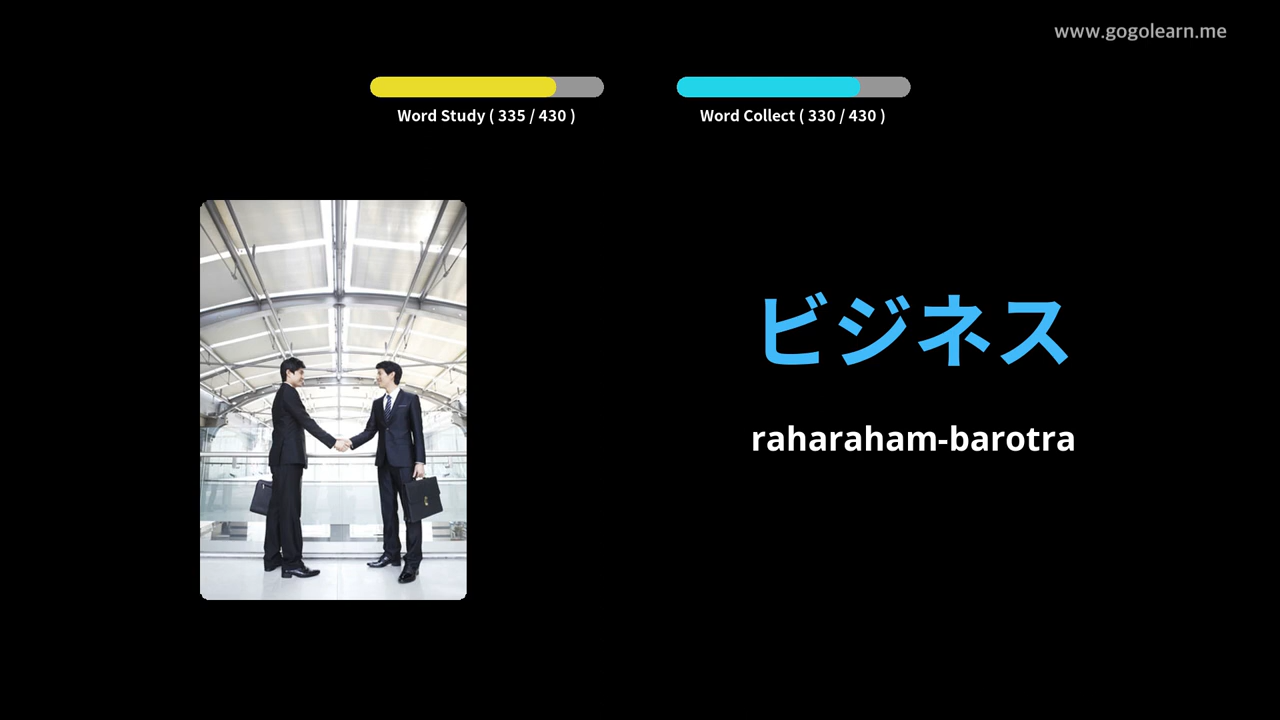 www.gogolearn.me
Word Study ( 335 / 430 )
Word Collect ( 330 / 430 )
ビジネス
raharaham-barotra